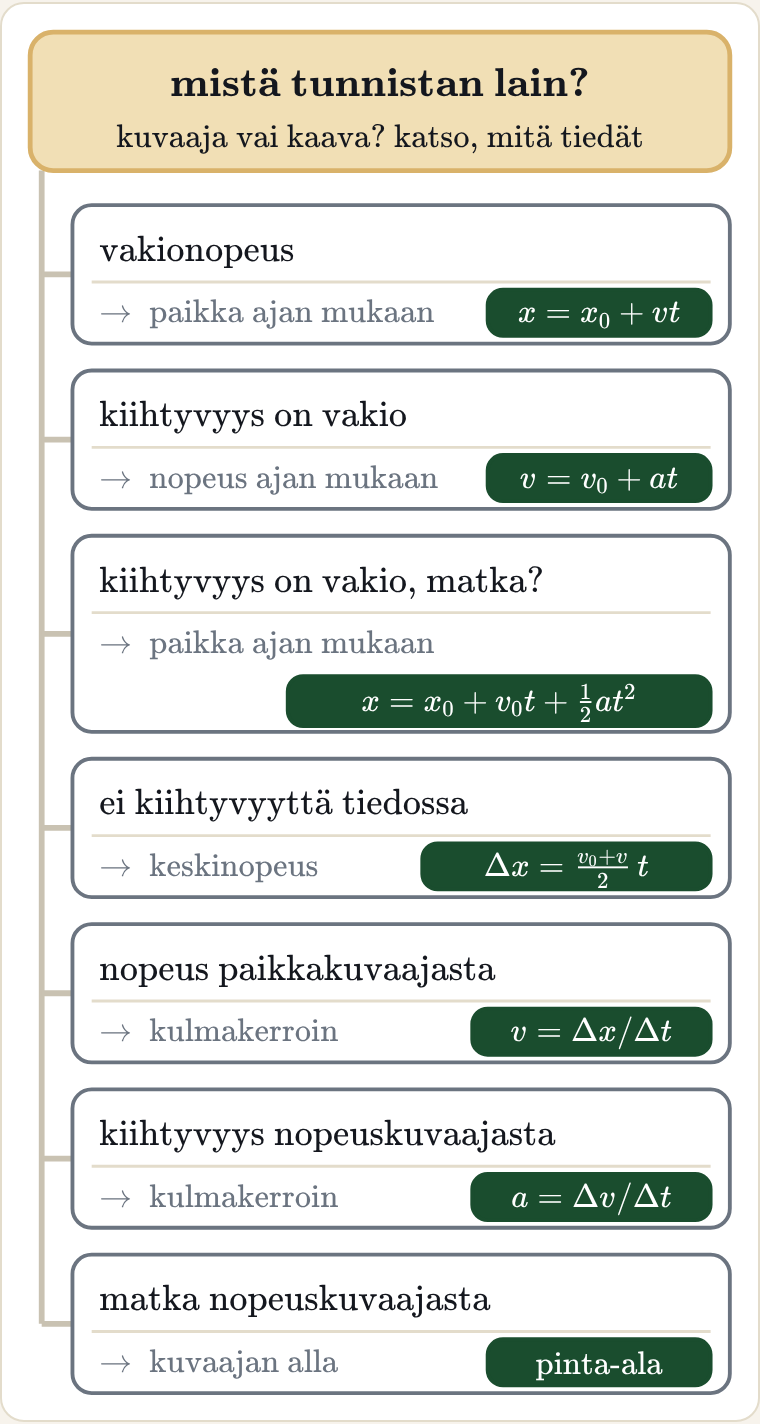 mistä tunnistan lain?
kuvaaja vai kaava? katso, mitä tiedät
vakionopeus
→ paikka ajan mukaan x = x₀ + vt
kiihtyvyys on vakio
→ nopeus ajan mukaan v = v₀ + at
kiihtyvyys on vakio, matka?
→ paikka ajan mukaan
x = x₀ + v₀t + ½at²
ei kiihtyvyyttä tiedossa
→ keskinopeus Δx = (v₀+v)/2 t
nopeus paikkakuvaajasta
→ kulmakerroin v = Δx/Δt
kiihtyvyys nopeuskuvaajasta
→ kulmakerroin a = Δv/Δt
matka nopeuskuvaajasta
→ kuvaajan alla pinta-ala